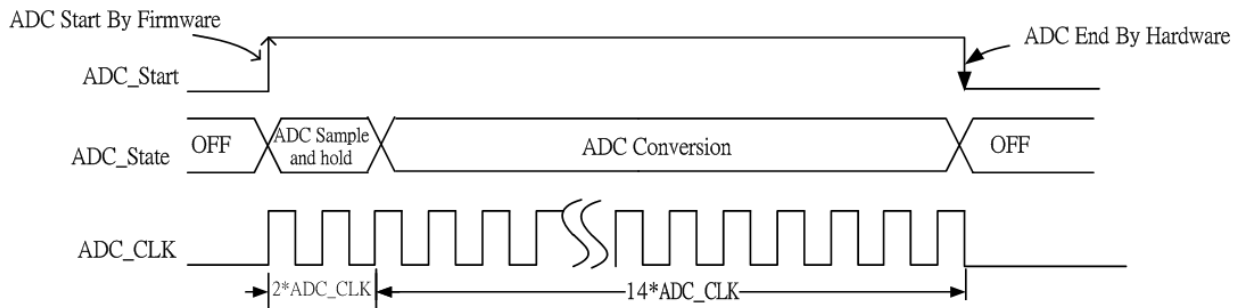 ADC Start By Firmware
ADC End By Hardware
ADC_Start
ADC_State
OFF
ADC Sample
and hold
ADC Conversion
OFF
ADC_CLK
2*ADC_CLK
14*ADC_CLK